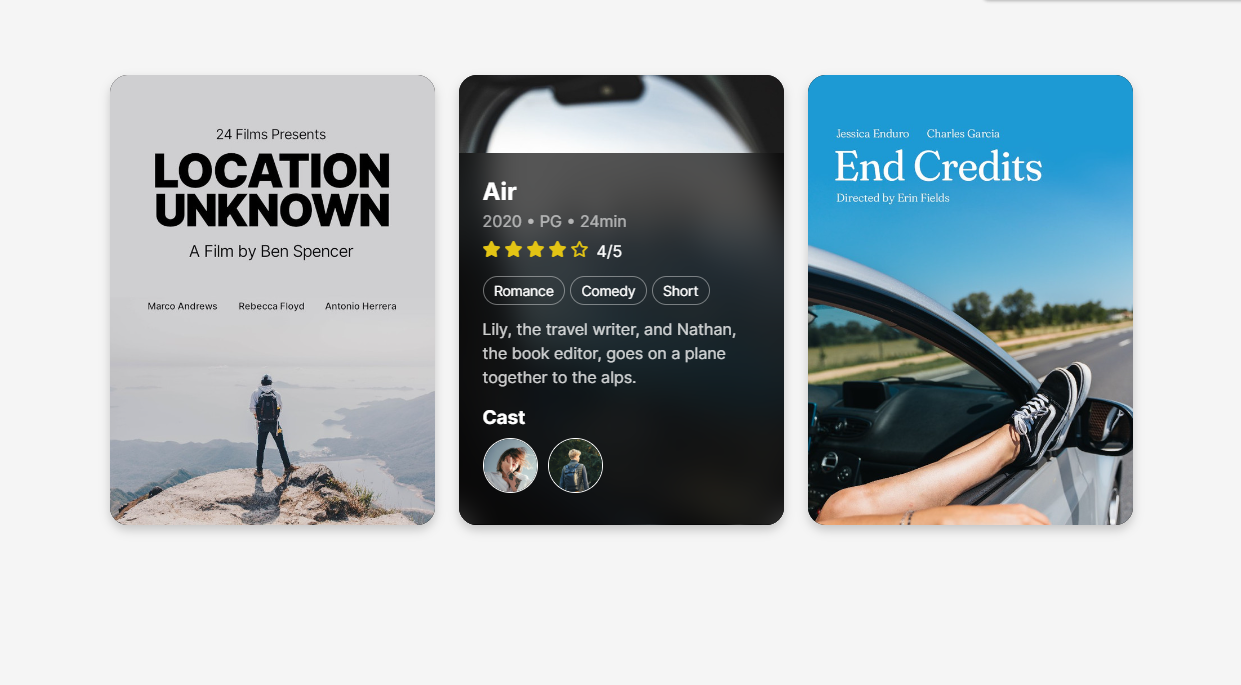 24 Films Presents
LOCATION
UNKNOWN
A Film by Ben Spencer
Marco Andrews Rebecca Floyd Antonio Herrera
Air
2020 • PG • 24min
4/5
Romance Comedy Short
Lily, the travel writer, and Nathan,
the book editor, goes on a plane
together to the alps.
Cast
Jessica Enduro Charles Garcia
End Credits
Directed by Erin Fields